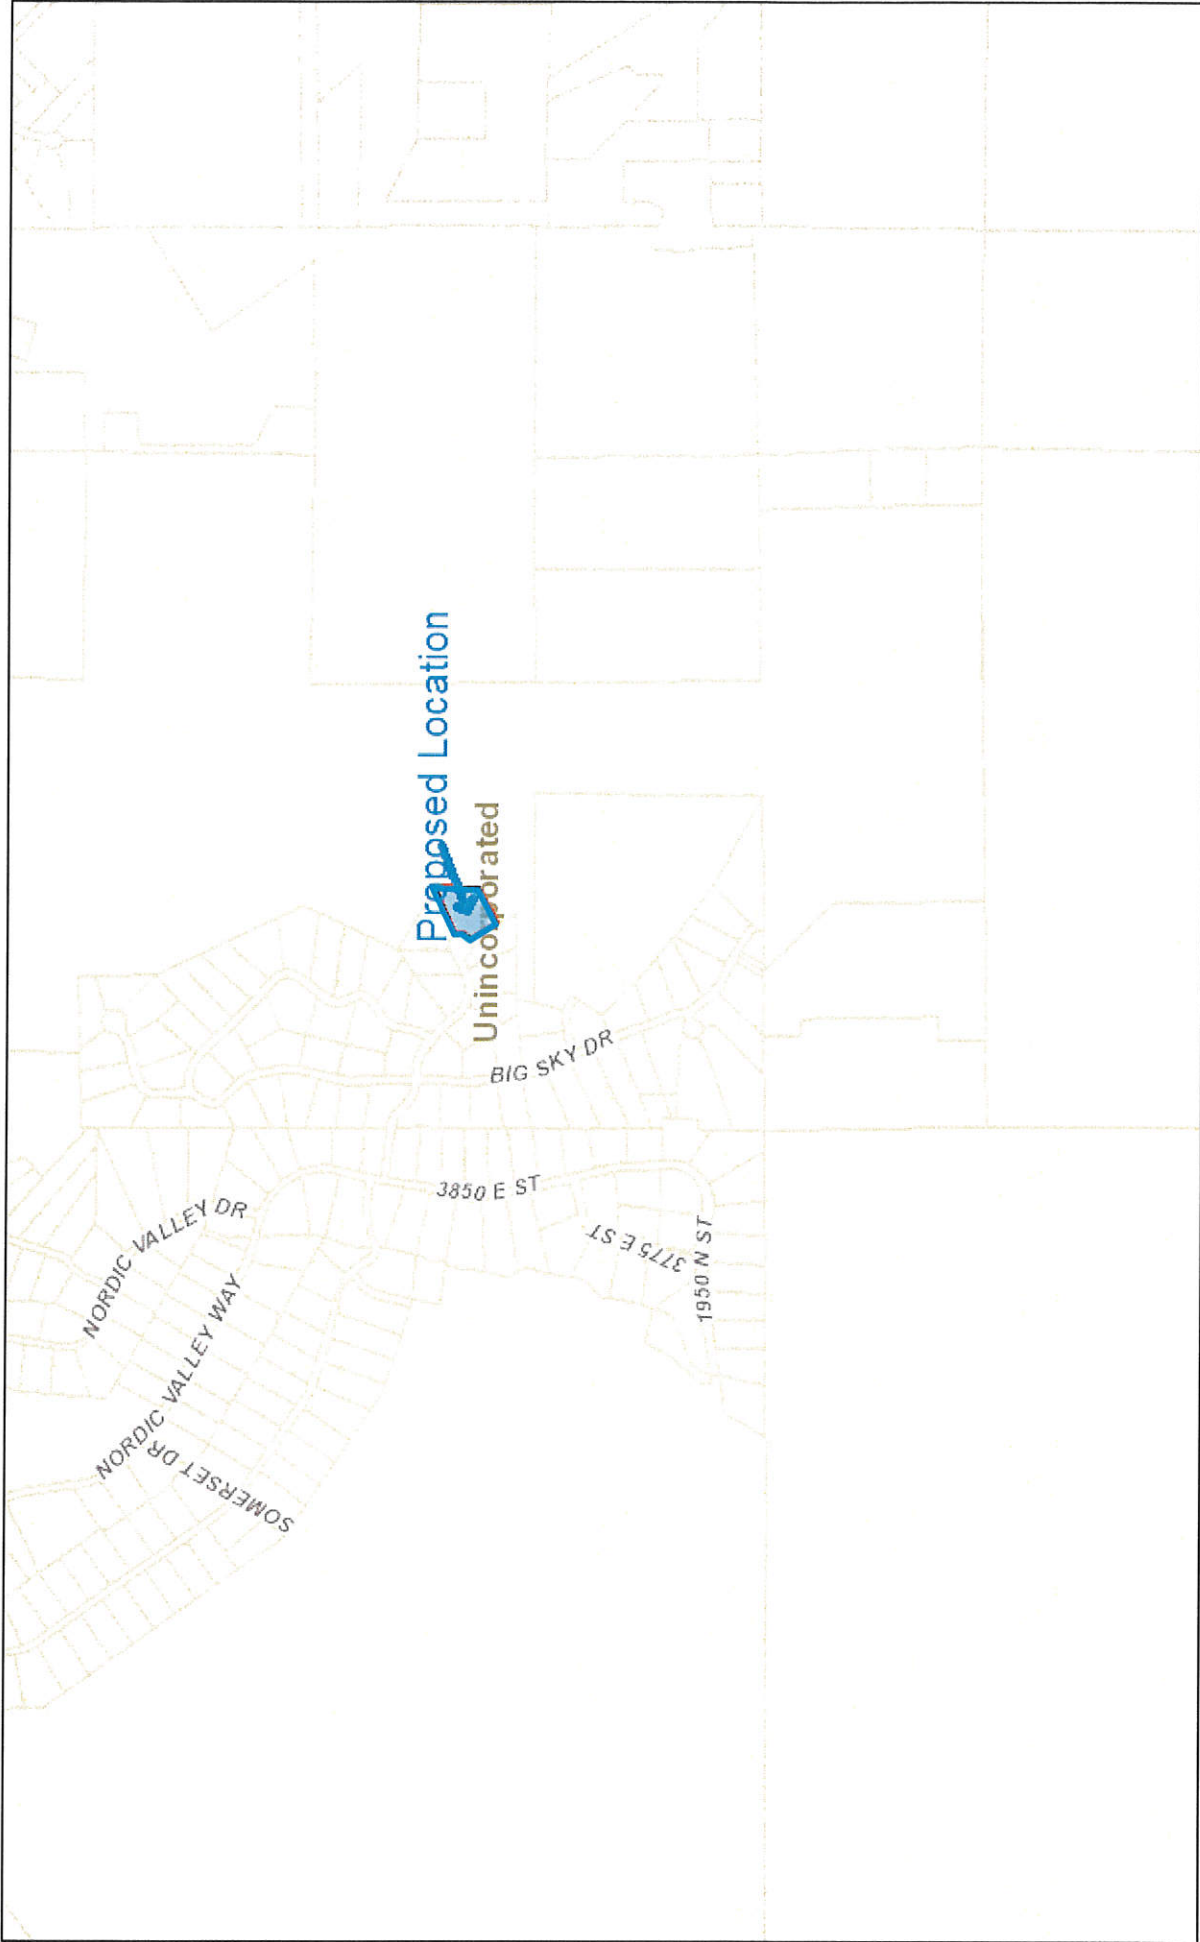 NORDIC VALLEY DR
NORDIC VALLEY WAY
SOMERSET DR
3850 E ST
3775 E ST
1950 N ST
BIG SKY DR
Proposed Location
Unincorporated